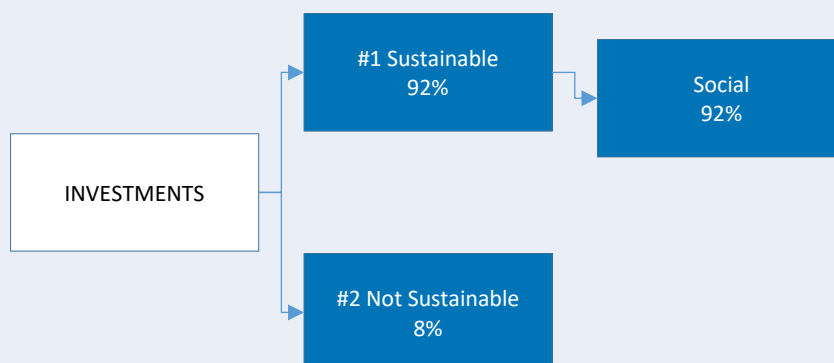 #1 Sustainable
92%
Social
92%
INVESTMENTS
#2 Not Sustainable
8%